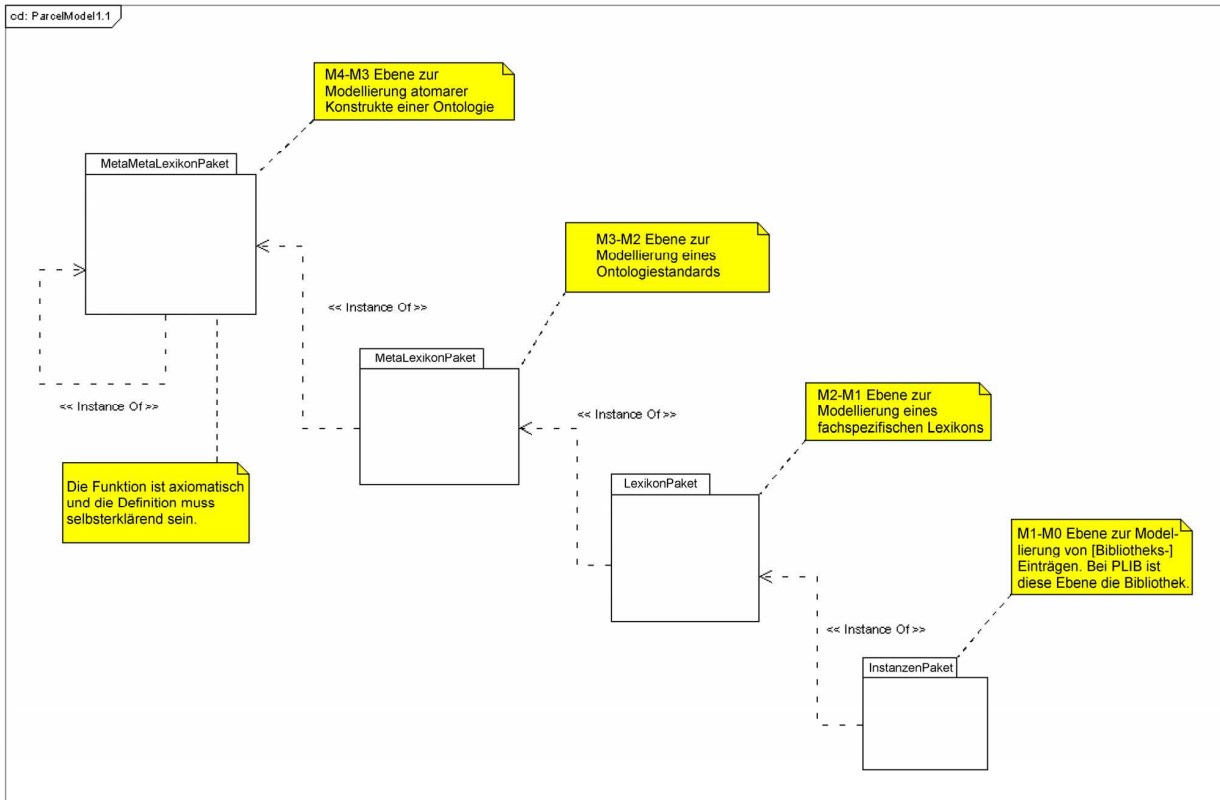 cd: ParcelModel1.1
M4-M3 Ebene zur
Modellierung atomarer
Konstrukte einer Ontologie
MetaMetaLexikonPaket
M3-M2 Ebene zur
Modellierung eines
Ontologiestandards
<< Instance Of >>
MetaLexikonPaket
<< Instance Of >>
M2-M1 Ebene zur
Modellierung eines
fachspezifischen Lexikons
<< Instance Of >>
Die Funktion ist axiomatisch
und die Definition muss
selbsterklärend sein.
LexikonPaket
M1-M0 Ebene zur Model-
lierung von [Bibliotheks-]
Einträgen. Bei PLIB ist
diese Ebene die Bibliothek.
<< Instance Of >>
InstanzenPaket